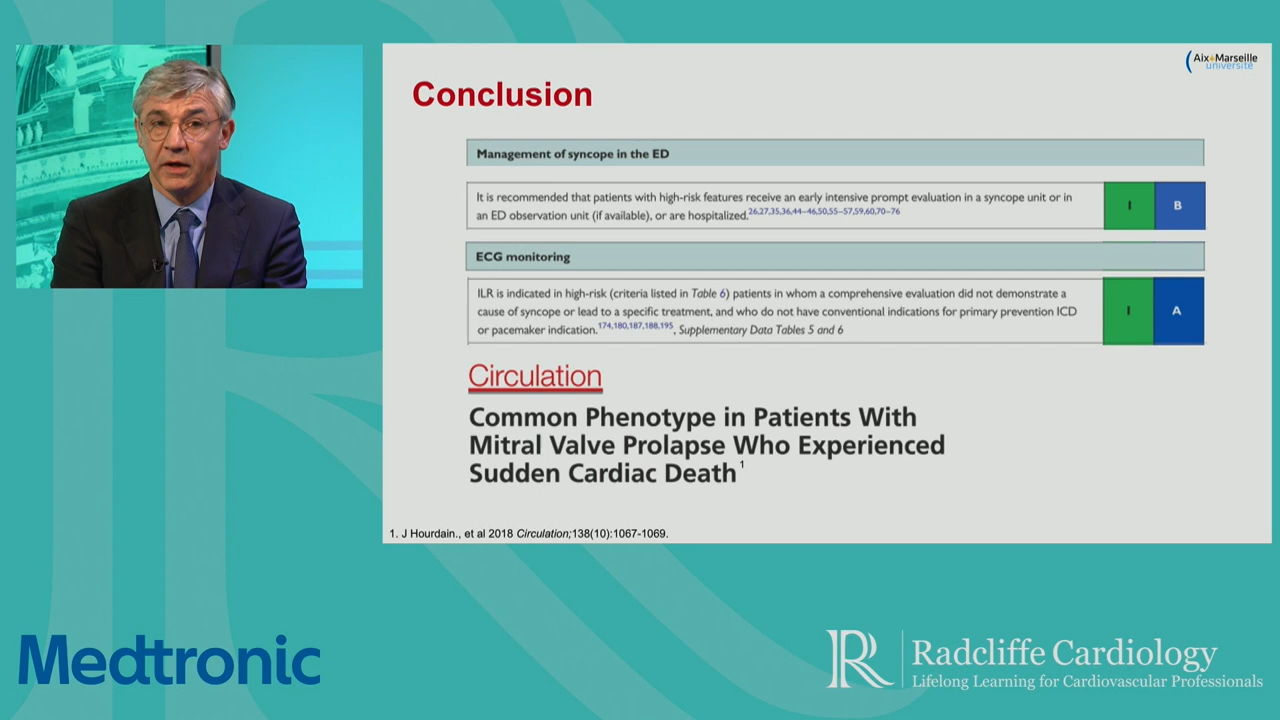 Aix+Marseille
université
Conclusion
Management of syncope in the ED
It is recommended that patients with high-risk features receive an early intensive prompt evaluation in a syncope unit or in
an ED observation unit (if available), or are hospitalized.26,27,35,36,44–46,50,55–57,59,60,70–76
I B
ECG monitoring
ILR is indicated in high-risk (criteria listed in Table 6) patients in whom a comprehensive evaluation did not demonstrate a
cause of syncope or lead to a specific treatment, and who do not have conventional indications for primary prevention ICD
or pacemaker indication.174,180,187,188,195, Supplementary Data Tables 5 and 6
I A
Circulation
Common Phenotype in Patients With
Mitral Valve Prolapse Who Experienced
Sudden Cardiac Death1
1. J Hourdain., et al 2018 Circulation;138(10):1067-1069.
Medtronic
R
Radcliffe Cardiology
Lifelong Learning for Cardiovascular Professionals